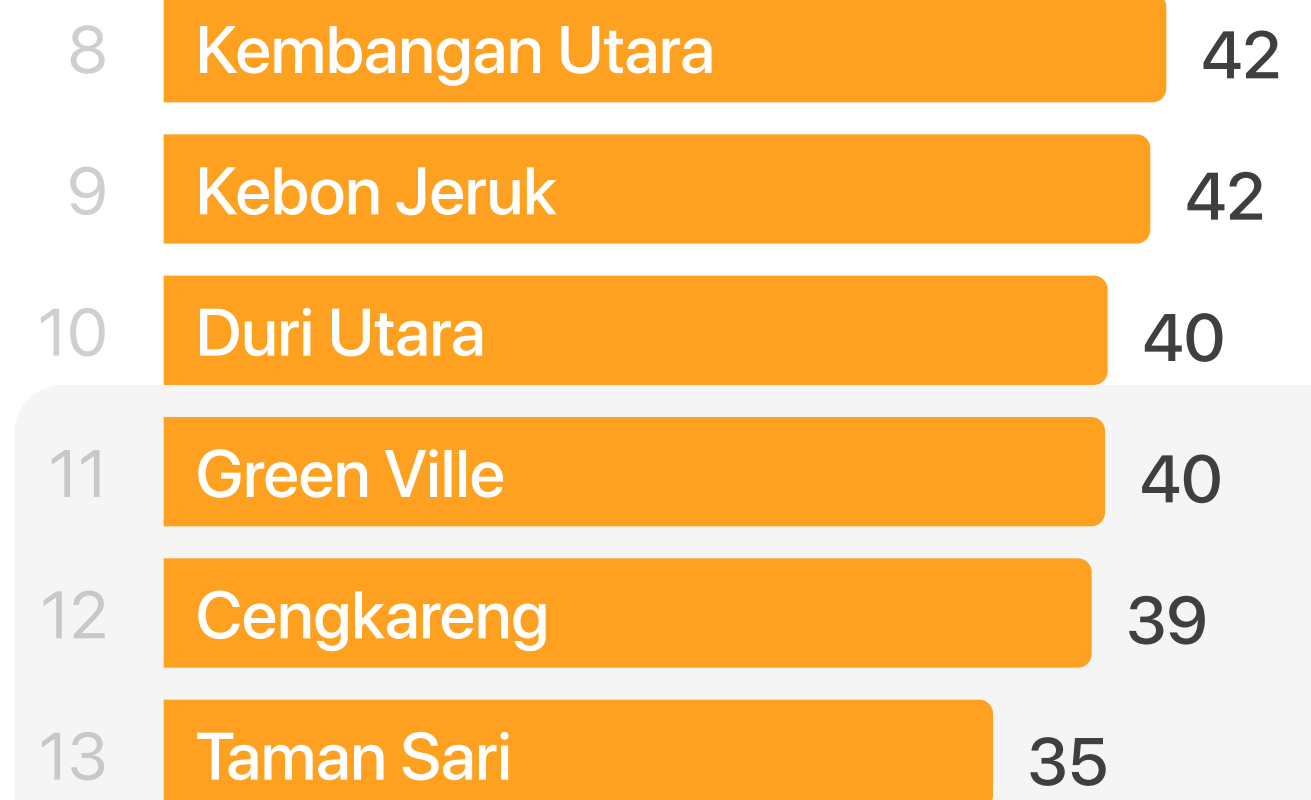 8 Kembangan Utara 42
9 Kebon Jeruk 42
10 Duri Utara 40
11 Green Ville 40
12 Cengkareng 39
13 Taman Sari 35